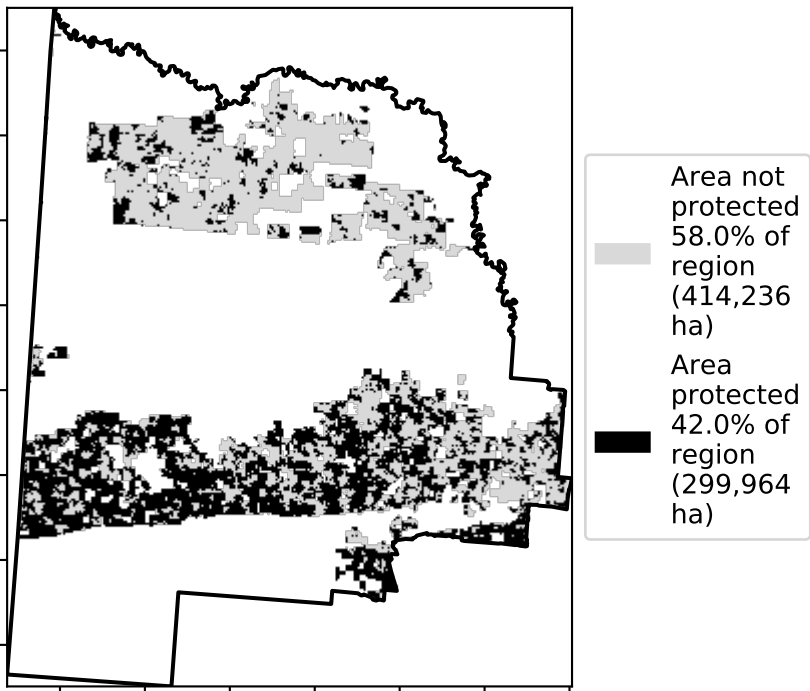 Area not
protected
58.0% of
region
(414,236
ha)
Area
protected
42.0% of
region
(299,964
ha)